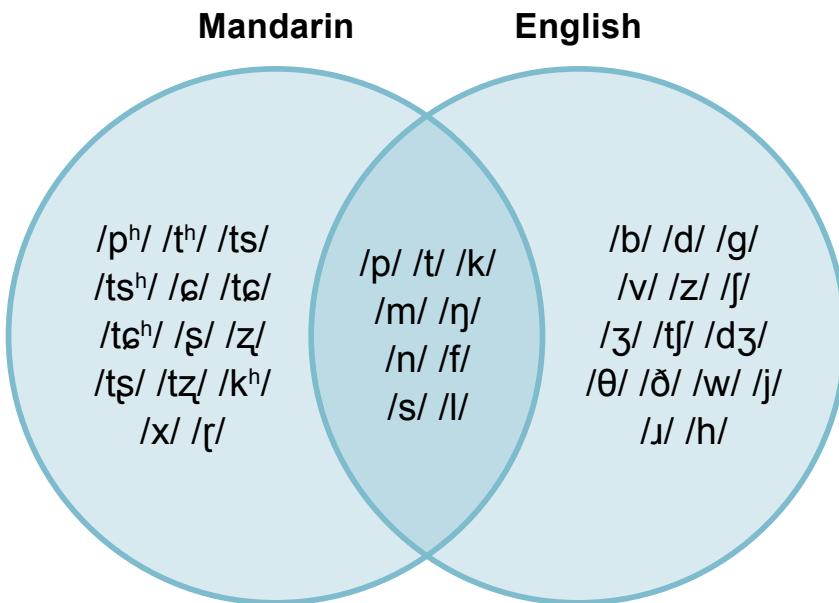 Mandarin English
/pʰ/ /tʰ/ /ts/
/tsʰ/ /ɕ/ /tɕ/
/tɕʰ/ /ʂ/ /ʐ/
/tʂ/ /tʐ/ /kʰ/
/x/ /ɽ/
/p/ /t/ /k/
/m/ /ŋ/
/n/ /f/
/s/ /l/
/b/ /d/ /g/
/v/ /z/ /ʃ/
/ʒ/ /tʃ/ /dʒ/
/θ/ /ð/ /w/ /j/
/ɹ/ /h/